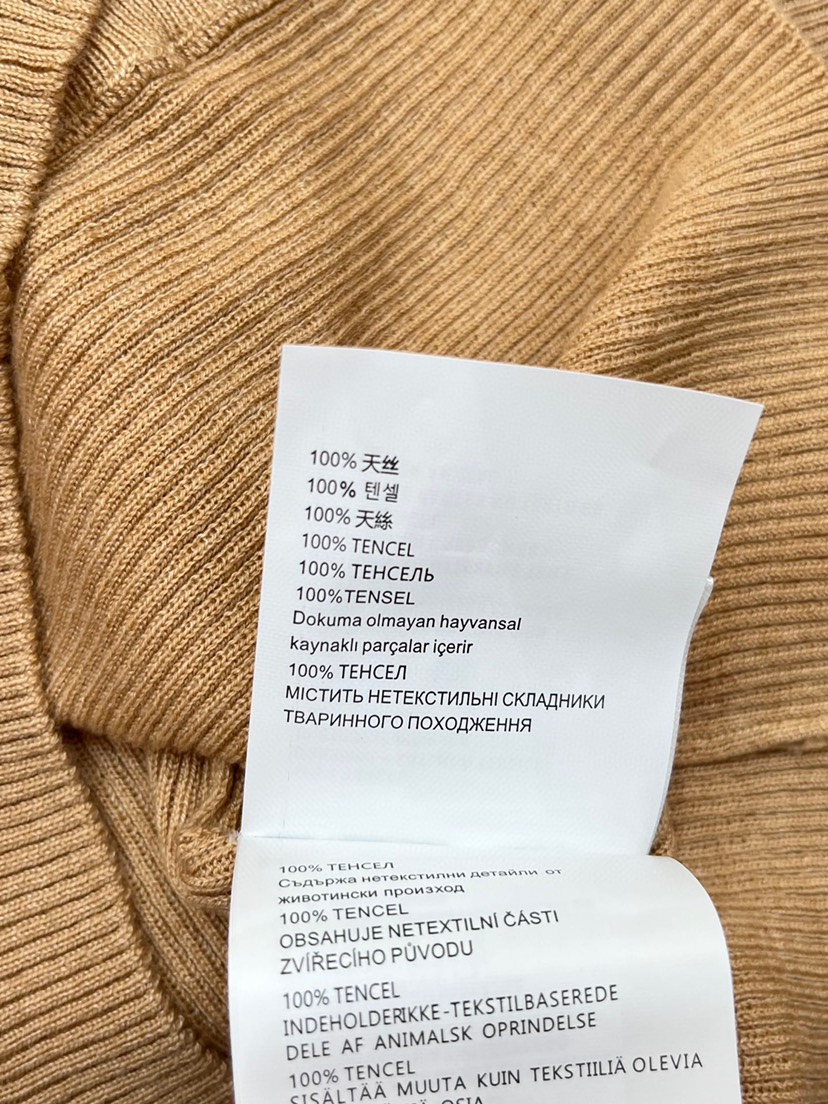 100% 天丝
100% 텐셀
100% 天絲
100% TENCEL
100% ТЕНСЕЛЬ
100%TENSEL
Dokuma olmayan hayvansal
kaynaklı parçalar içerir
100% ТЕНСЕЛ
МІСТИТЬ НЕТЕКСТИЛЬНІ СКЛАДНИКИ
ТВАРИННОГО ПОХОДЖЕННЯ
100% ТЕНСЕЛ
Съдържа нетекстилни детайли от
животински произход
100% TENCEL
OBSAHUJE NETEXTILNÍ ČÁSTI
ZVÍŘECÍHO PŮVODU
100% TENCEL
INDEHOLDERIKKE-TEKSTILBASEREDE
DELE AF ANIMALSK OPRINDELSE
100% TENCEL
SISÄLTÄÄ MUUTA KUIN TEKSTIILIÄ OLEVIA
OSIA